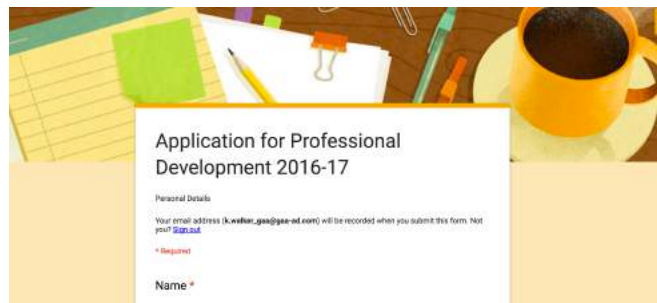 Application for Professional
Development 2016-17
Personal Details
Your email address (k.walker_gaa@gaa-ad.com) will be recorded when you submit this form. Not
you? Sign out
* Required
Name *